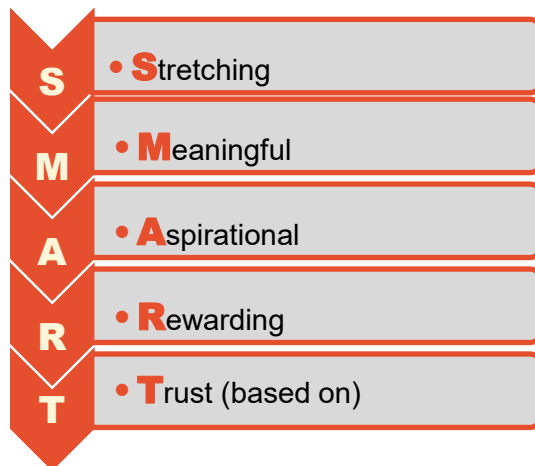 S
• Stretching
M
• Meaningful
A
• Aspirational
R
• Rewarding
T
• Trust (based on)